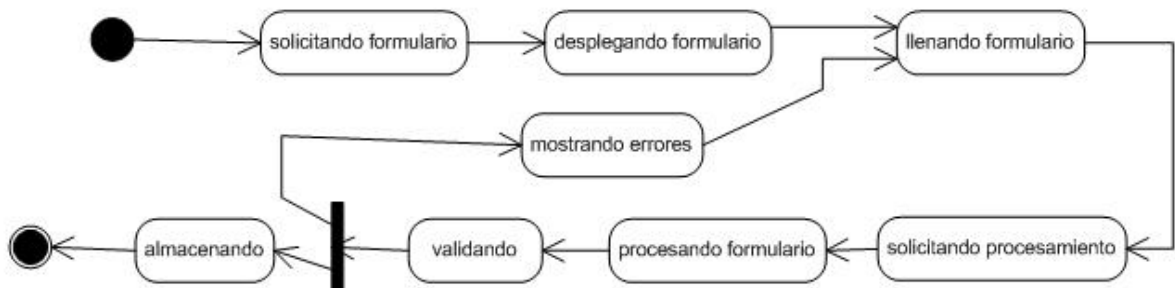 solicitando formulario
desplegando formulario
llenando formulario
mostrando errores
almacenando
validando
procesando formulario
solicitando procesamiento